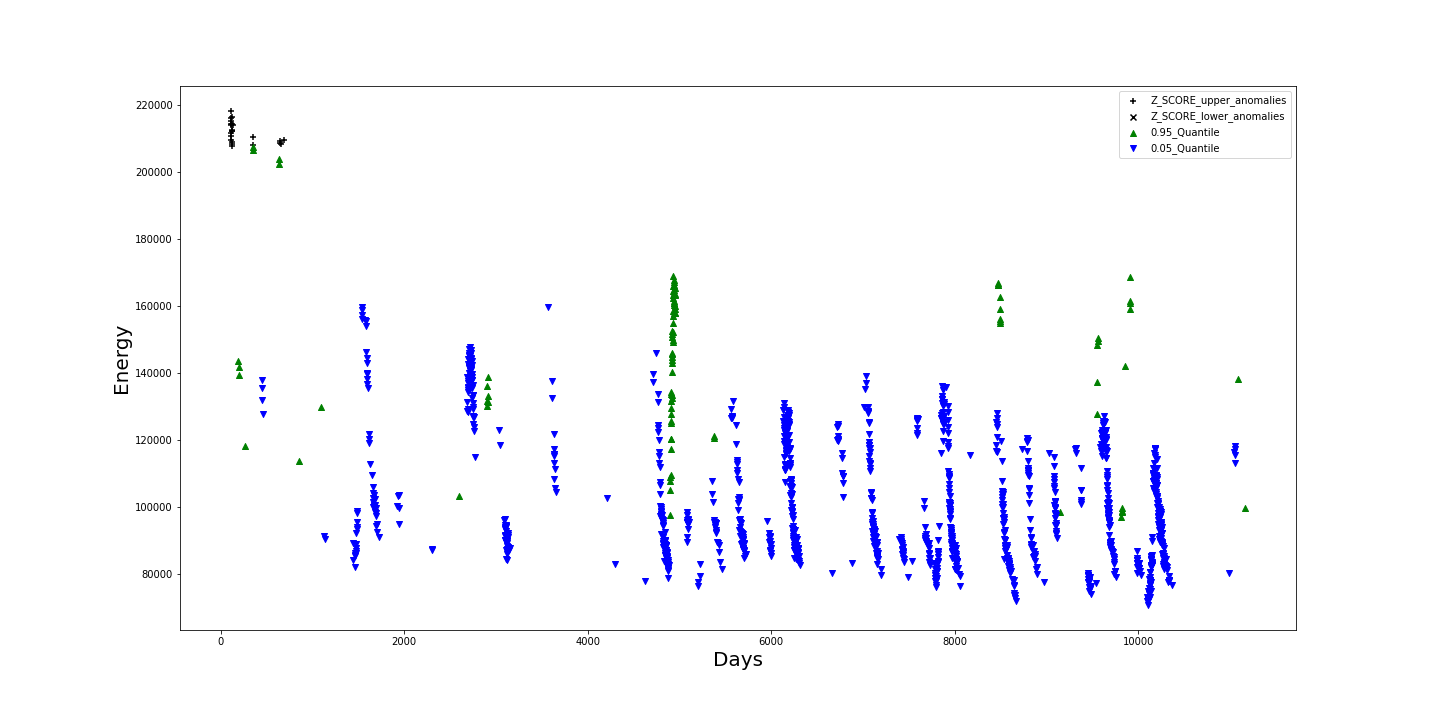 220000
200000
180000
160000
140000
120000
100000
80000
Energy
Z_SCORE_upper_anomalies
Z_SCORE_lower_anomalies
0.95_Quantile
0.05_Quantile
0 2000 4000 6000 8000 10000
Days